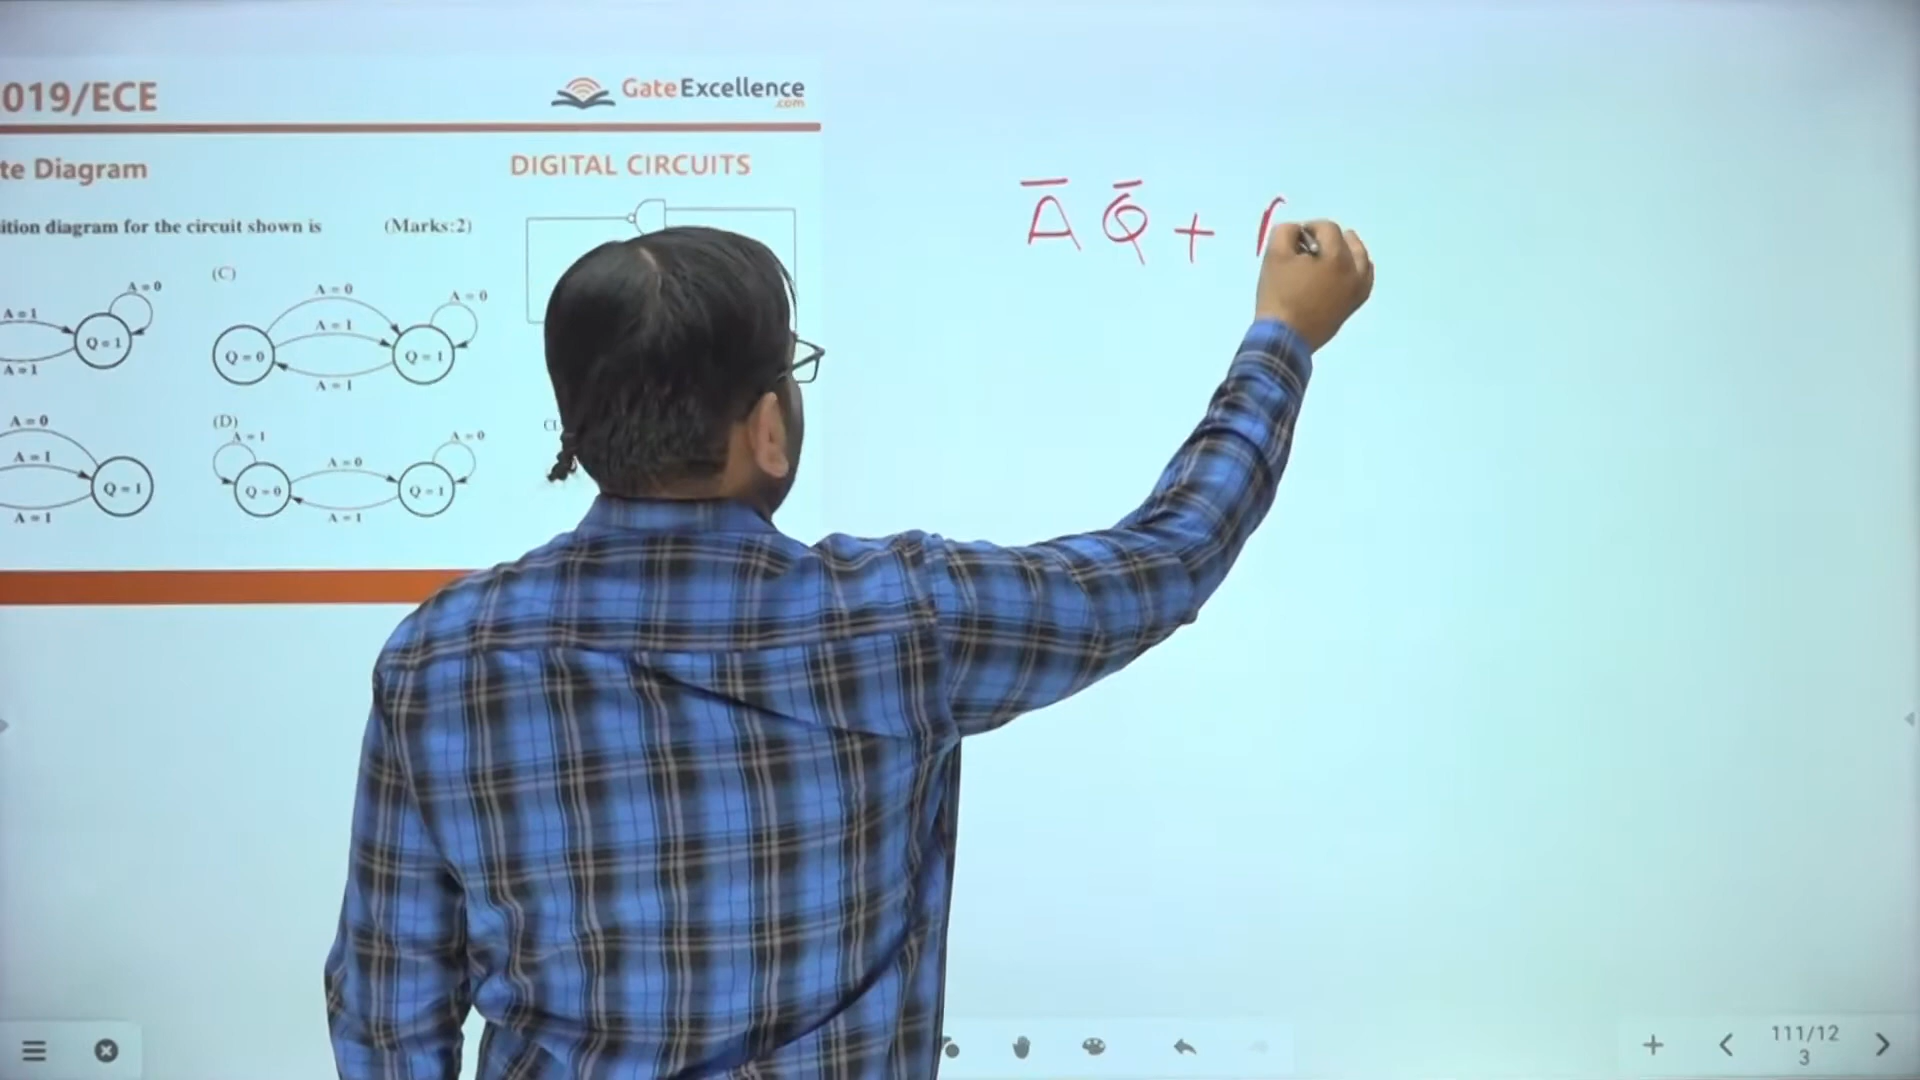 019/ECE
GateExcellence
.com
te Diagram
DIGITAL CIRCUITS
ition diagram for the circuit shown is (Marks:2)
A = 0
A = 1
Q = 1
A = 1
(C)
A = 0
A = 0
A = 1
Q = 0
Q = 1
A = 1
A = 0
A = 1
Q = 1
A = 1
(D)
A = 1
A = 0
A = 0
Q = 0
Q = 1
A = 1
A̅ Q̅ +
111/12
3